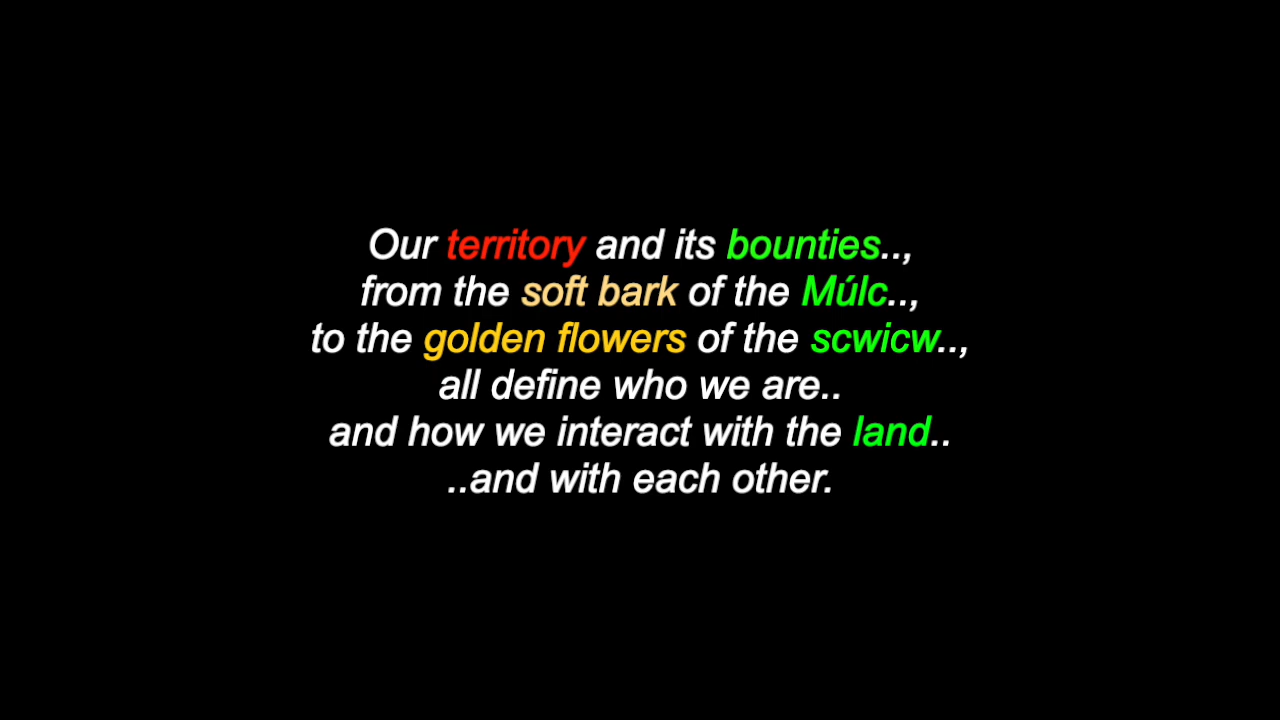 Our territory and its bounties..,
from the soft bark of the Múlc..,
to the golden flowers of the scwicw..,
all define who we are..
and how we interact with the land..
..and with each other.